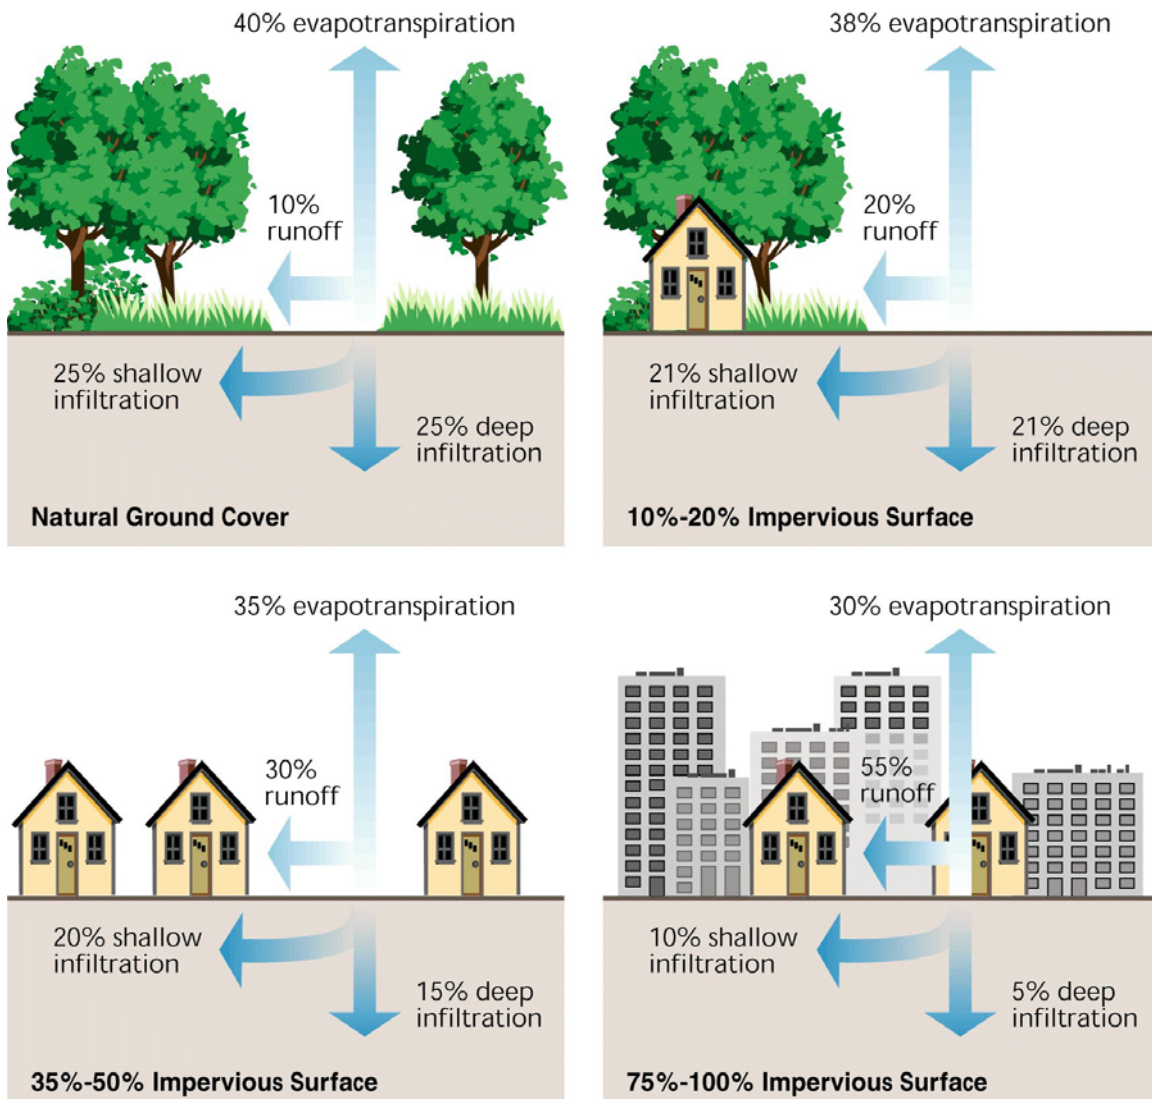 40% evapotranspiration
10%
runoff
25% shallow
infiltration
25% deep
infiltration
Natural Ground Cover
38% evapotranspiration
20%
runoff
21% shallow
infiltration
21% deep
infiltration
10%-20% Impervious Surface
35% evapotranspiration
30%
runoff
20% shallow
infiltration
15% deep
infiltration
35%-50% Impervious Surface
30% evapotranspiration
55%
runoff
10% shallow
infiltration
5% deep
infiltration
75%-100% Impervious Surface